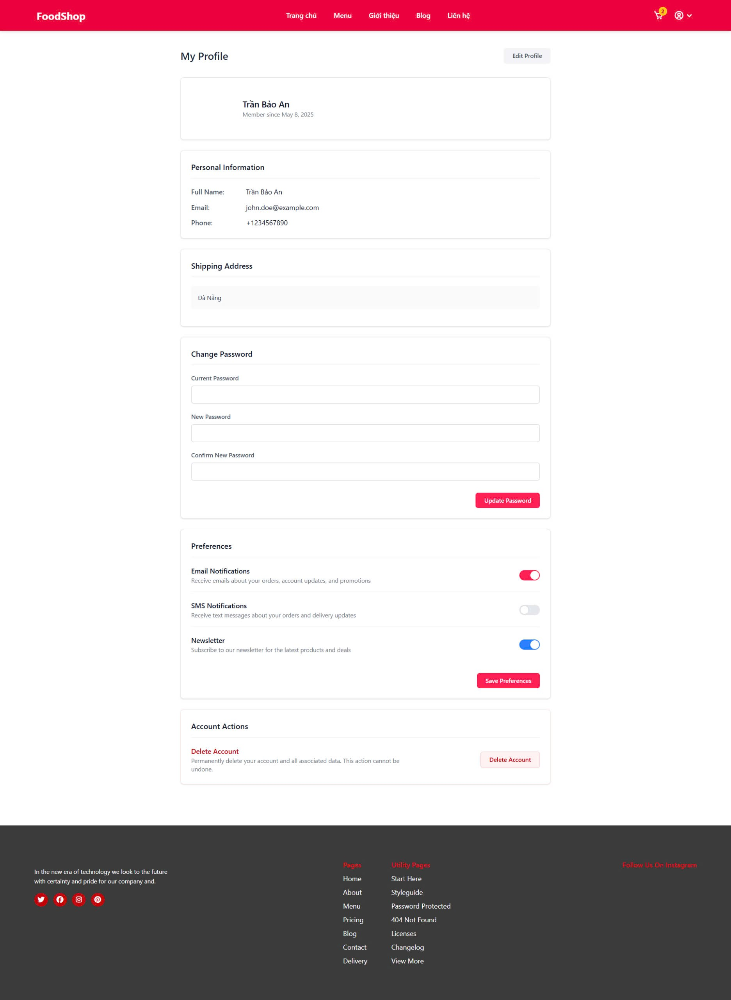 FoodShop
Trang chủ
Menu
Giới thiệu
Blog
Liên hệ
2
My Profile
Edit Profile
Trần Bảo An
Member since May 8, 2025
Personal Information
Full Name: Trần Bảo An
Email: john.doe@example.com
Phone: +1234567890
Shipping Address
Đà Nẵng
Change Password
Current Password
New Password
Confirm New Password
Update Password
Preferences
Email Notifications
Receive emails about your orders, account updates, and promotions
SMS Notifications
Receive text messages about your orders and delivery updates
Newsletter
Subscribe to our newsletter for the latest products and deals
Save Preferences
Account Actions
Delete Account
Permanently delete your account and all associated data. This action cannot be
undone.
Delete Account
In the new era of technology we look to the future
with certainty and pride for our company and.
Pages
Home
About
Menu
Pricing
Blog
Contact
Delivery
Utility Pages
Start Here
Styleguide
Password Protected
404 Not Found
Licenses
Changelog
View More
Follow Us On Instagram